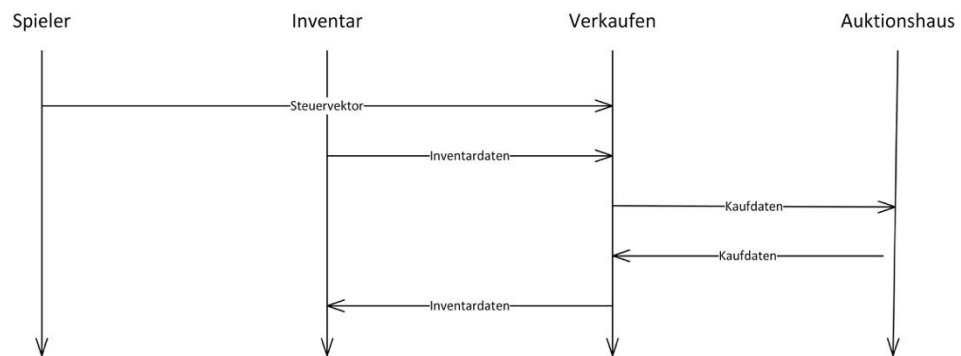 Spieler
Inventar
Verkaufen
Auktionshaus
Steuervektor
Inventardaten
Kaufdaten
Kaufdaten
Inventardaten